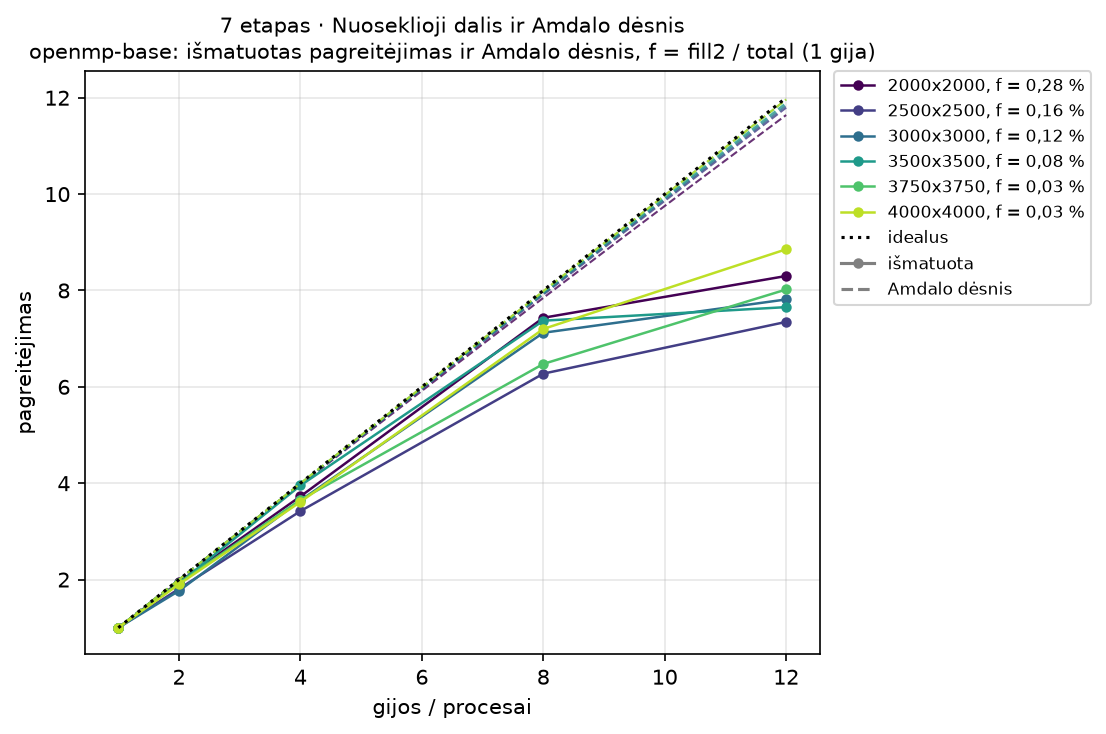 7 etapas · Nuoseklioji dalis ir Amdalo dėsnis
openmp-base: išmatuotas pagreitėjimas ir Amdalo dėsnis, f = fill2 / total (1 gija)
12
10
8
6
4
2
pagreitėjimas
2
4
6
8
10
12
gijos / procesai
2000x2000, f = 0,28 %
2500x2500, f = 0,16 %
3000x3000, f = 0,12 %
3500x3500, f = 0,08 %
3750x3750, f = 0,03 %
4000x4000, f = 0,03 %
idealus
išmatuota
Amdalo dėsnis